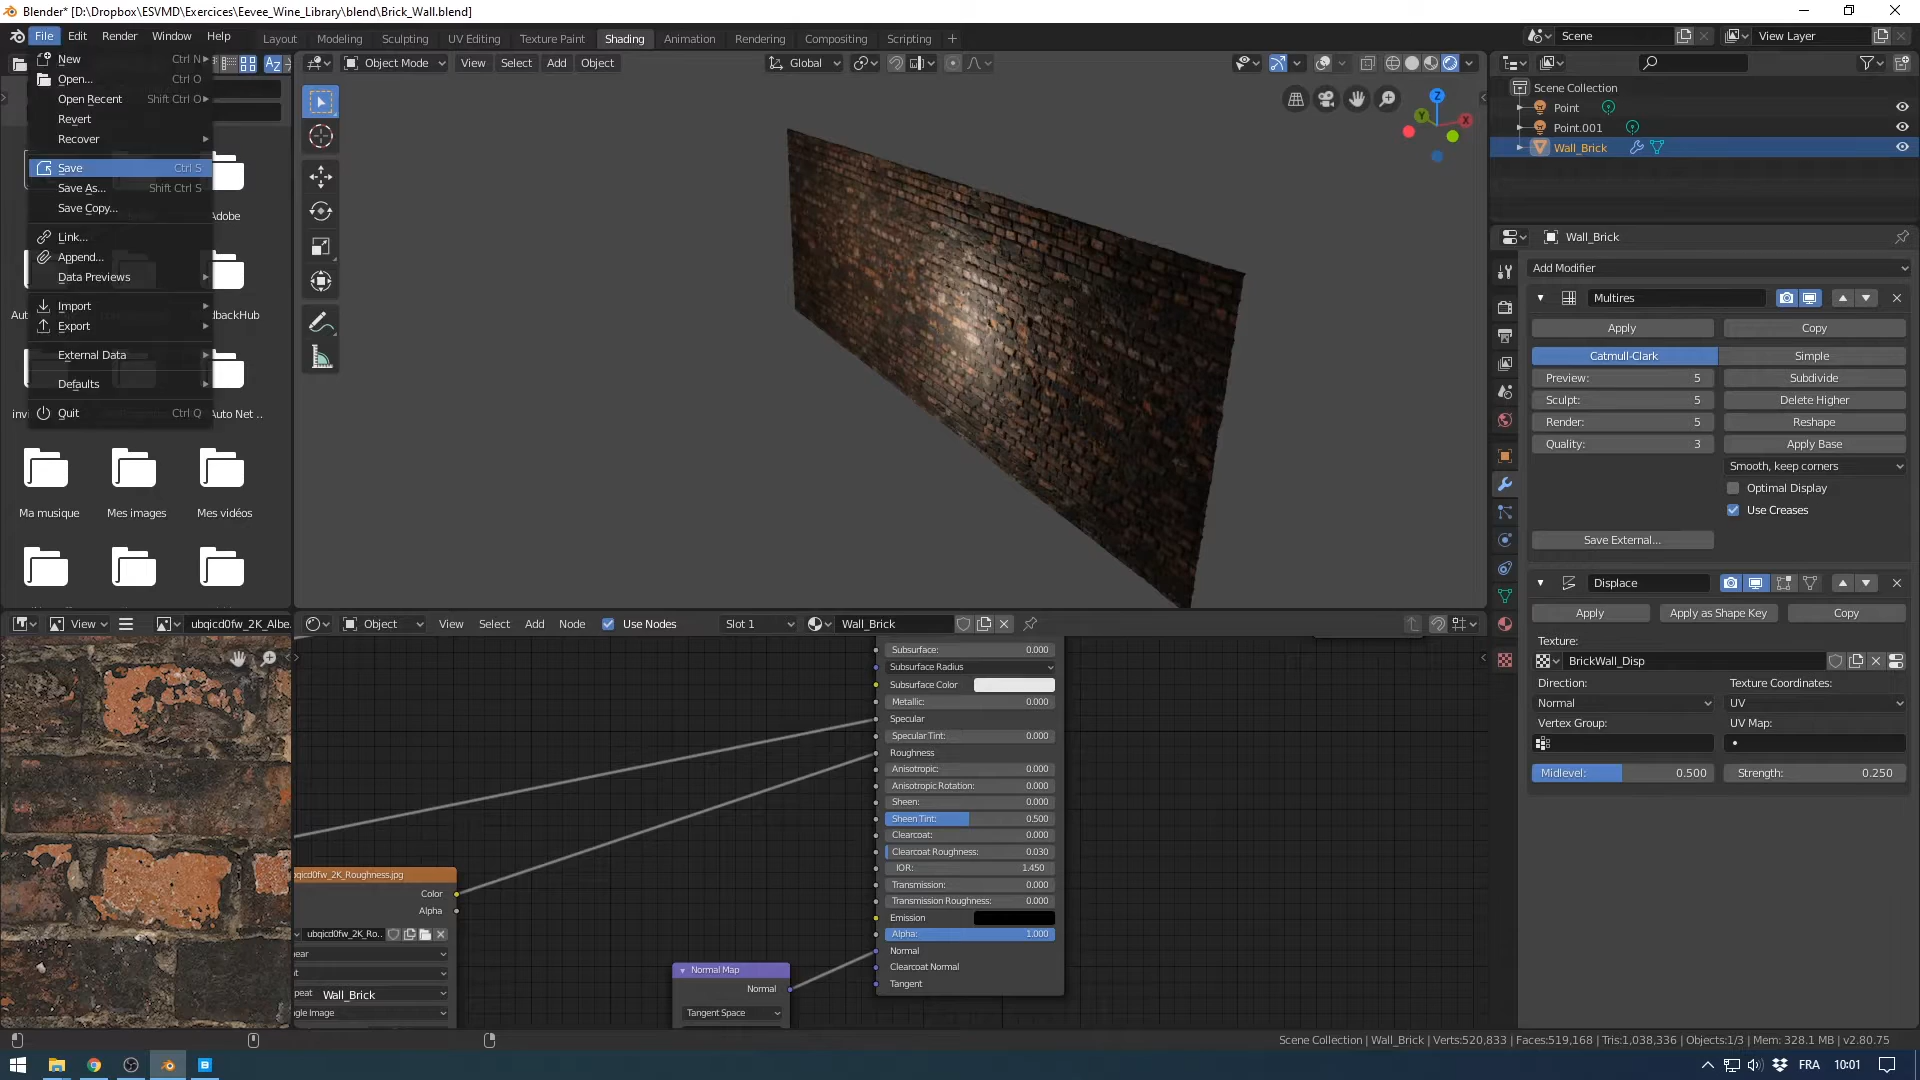 Blender* [D:\Dropbox\ESVMD\Exercices\Eevee_Wine_Library\blend\Brick_Wall.blend]
File Edit Render Window Help
Layout Modeling Sculpting UV Editing Texture Paint Shading Animation Rendering Compositing Scripting +
Scene
View Layer
New Ctrl N
Open... Ctrl O
Open Recent Shift Ctrl O
Revert
Recover
Save Ctrl S
Save As... Shift Ctrl S
Save Copy...
Link...
Append...
Data Previews
Import
Export
External Data
Defaults
Quit Ctrl Q
Adobe
dbackHub
Auto Net ..
Ma musique Mes images Mes vidéos
Object Mode View Select Add Object Global
Z
Y
X
Scene Collection
Point
Point.001
Wall_Brick
Wall_Brick
Add Modifier
Multires
Apply Copy
Catmull-Clark Simple
Preview: 5 Subdivide
Sculpt: 5 Delete Higher
Render: 5 Reshape
Quality: 3 Apply Base
Smooth, keep corners
Optimal Display
Use Creases
Save External...
Displace
Apply Apply as Shape Key Copy
Texture:
BrickWall_Disp
Direction: Texture Coordinates:
Normal UV
Vertex Group: UV Map:
Midlevel: 0.500 Strength: 0.250
View ubqicd0fw_2K_Albe.
Object View Select Add Node Use Nodes Slot 1 Wall_Brick
Subsurface: 0.000
Subsurface Radius
Subsurface Color
Metallic: 0.000
Specular
Specular Tint: 0.000
Roughness
Anisotropic: 0.000
Anisotropic Rotation: 0.000
Sheen: 0.000
Sheen Tint: 0.500
Clearcoat: 0.000
Clearcoat Roughness: 0.030
IOR: 1.450
Transmission: 0.000
Transmission Roughness: 0.000
Emission
Alpha: 1.000
Normal
Clearcoat Normal
Tangent
qicd0fw_2K_Roughness.jpg
Color
Alpha
ubqicd0fw_2K_Ro..
near
peat
Wall_Brick
ngle Image
Normal Map
Normal
Tangent Space
Scene Collection | Wall_Brick | Verts:520,833 | Faces:519,168 | Tris:1,038,336 | Objects:1/3 | Mem: 328.1 MB | v2.80.75
FRA 10:01